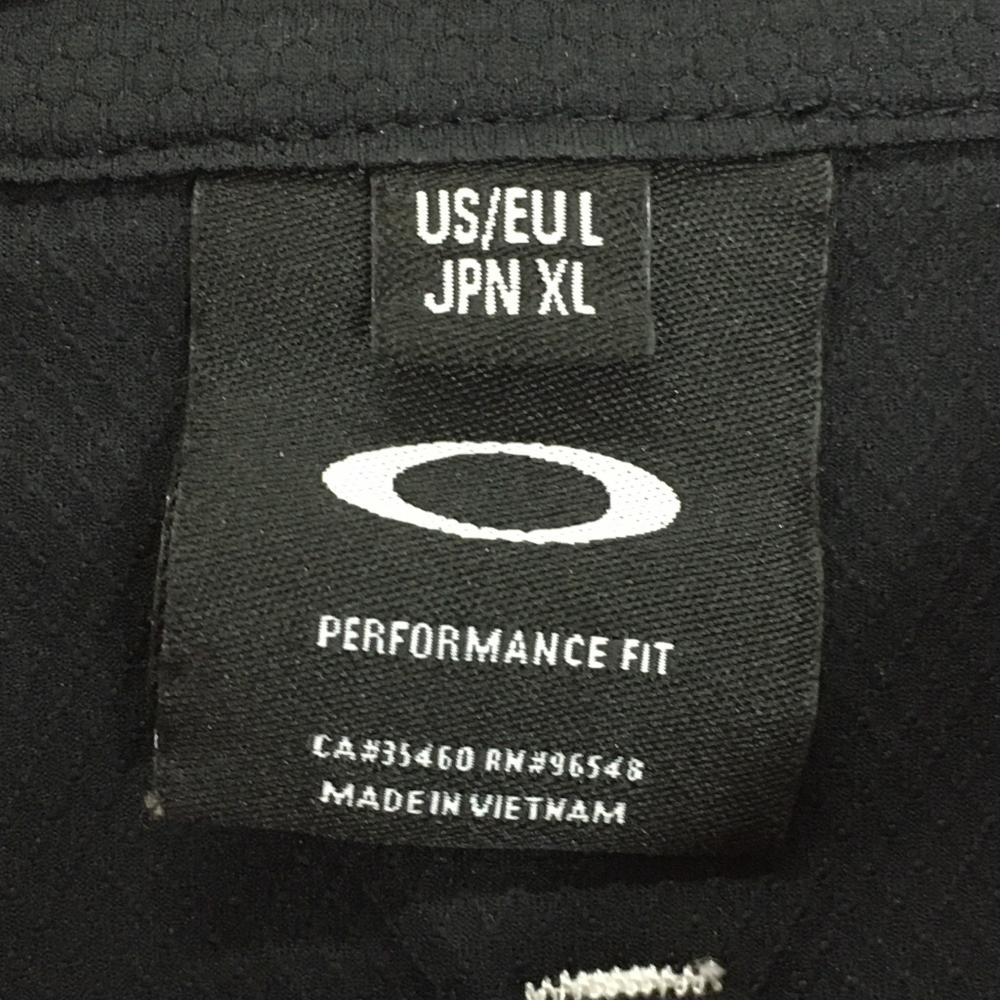 US/EU L
JPN XL
PERFORMANCE FIT
CA#35460 RN#96548
MADE IN VIETNAM